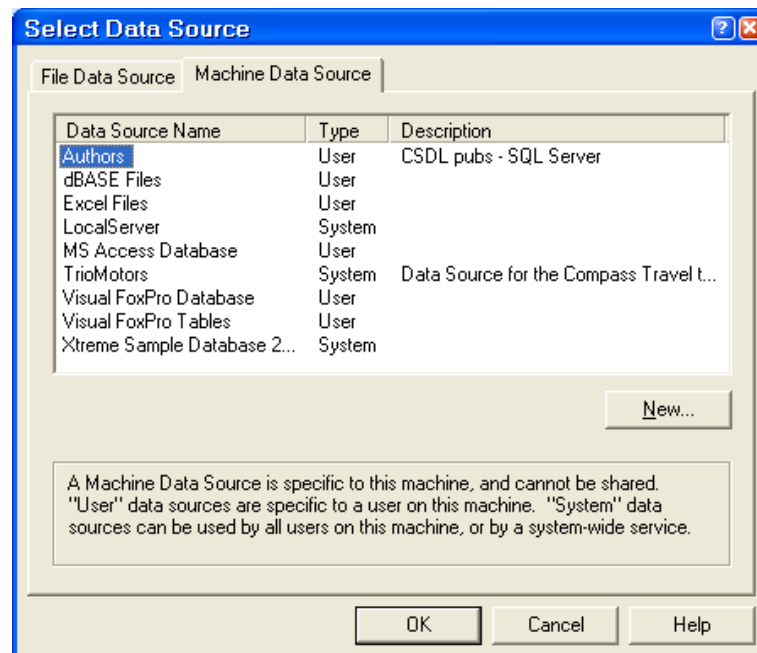 Select Data Source
File Data Source Machine Data Source
Data Source Name Type Description
Authors User CSDL pubs - SQL Server
dBASE Files User
Excel Files User
LocalServer System
MS Access Database User
TrioMotors System Data Source for the Compass Travel t...
Visual FoxPro Database User
Visual FoxPro Tables User
Xtreme Sample Database 2... System
New...
A Machine Data Source is specific to this machine, and cannot be shared.
"User" data sources are specific to a user on this machine. "System" data
sources can be used by all users on this machine, or by a system-wide service.
OK Cancel Help